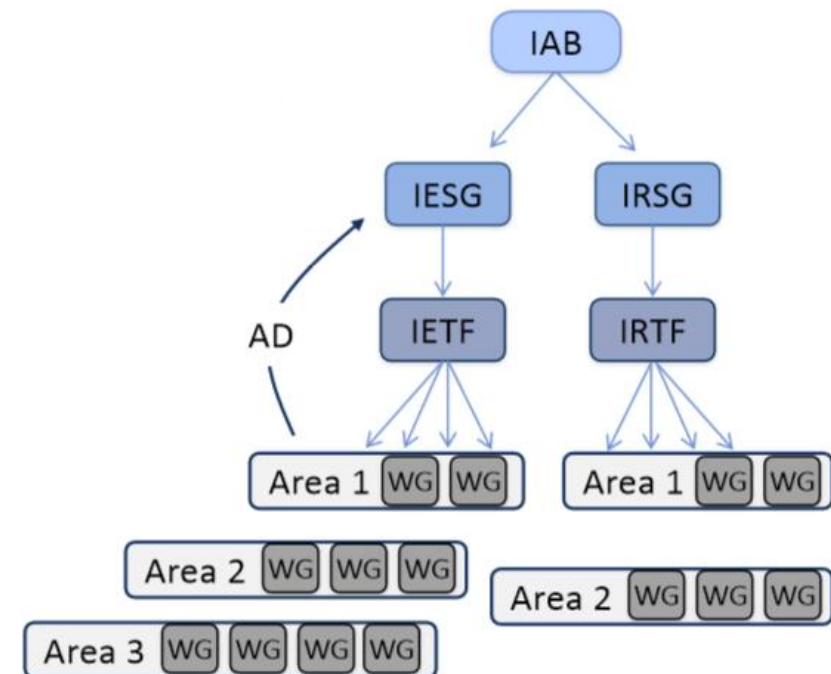 IAB
IESG IRSG
IETF IRTF
AD
Area 1 WG WG
Area 1 WG WG
Area 2 WG WG WG
Area 2 WG WG WG
Area 3 WG WG WG WG